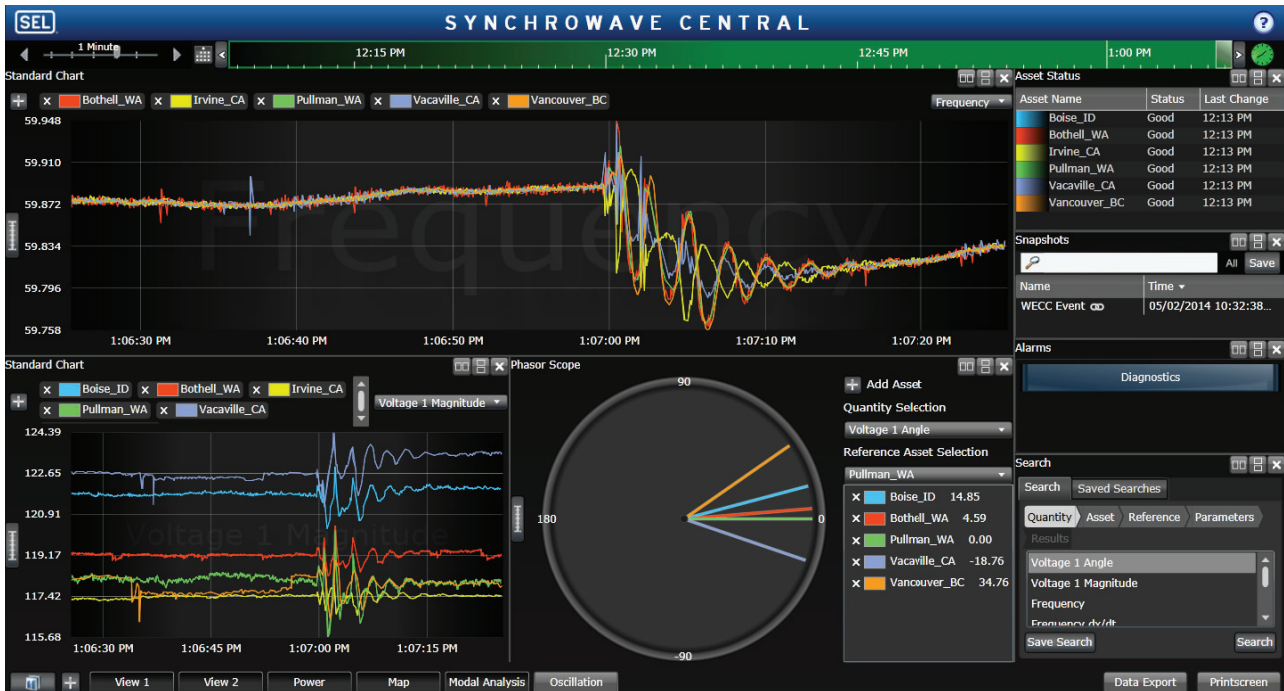 SEL
SYNCHROWAVE CENTRAL
?
1 Minute
12:15 PM 12:30 PM 12:45 PM 1:00 PM
Standard Chart
x Bothell_WA x Irvine_CA x Pullman_WA x Vacaville_CA x Vancouver_BC
Frequency
59.948
59.910
59.872
59.834
59.796
59.758
Frequency
1:06:30 PM 1:06:40 PM 1:06:50 PM 1:07:00 PM 1:07:10 PM 1:07:20 PM
Asset Status
Asset Name Status Last Change
Boise_ID Good 12:13 PM
Bothell_WA Good 12:13 PM
Irvine_CA Good 12:13 PM
Pullman_WA Good 12:13 PM
Vacaville_CA Good 12:13 PM
Vancouver_BC Good 12:13 PM
Snapshots
All Save
Name Time
WECC Event 05/02/2014 10:32:38...
Alarms
Diagnostics
Standard Chart
x Boise_ID x Bothell_WA x Irvine_CA
x Pullman_WA x Vacaville_CA
Voltage 1 Magnitude
124.39
122.65
120.91
119.17
117.42
115.68
Voltage 1 Magnitude
1:06:30 PM 1:06:45 PM 1:07:00 PM 1:07:15 PM
Phasor Scope
90
180
0
-90
Add Asset
Quantity Selection
Voltage 1 Angle
Reference Asset Selection
Pullman_WA
x Boise_ID 14.85
x Bothell_WA 4.59
x Pullman_WA 0.00
x Vacaville_CA -18.76
x Vancouver_BC 34.76
Search
Search Saved Searches
Quantity Asset Reference Parameters
Results
Voltage 1 Angle
Voltage 1 Magnitude
Frequency
Frequency dx/dt
Save Search Search
View 1 View 2 Power Map Modal Analysis Oscillation
Data Export Printscreen